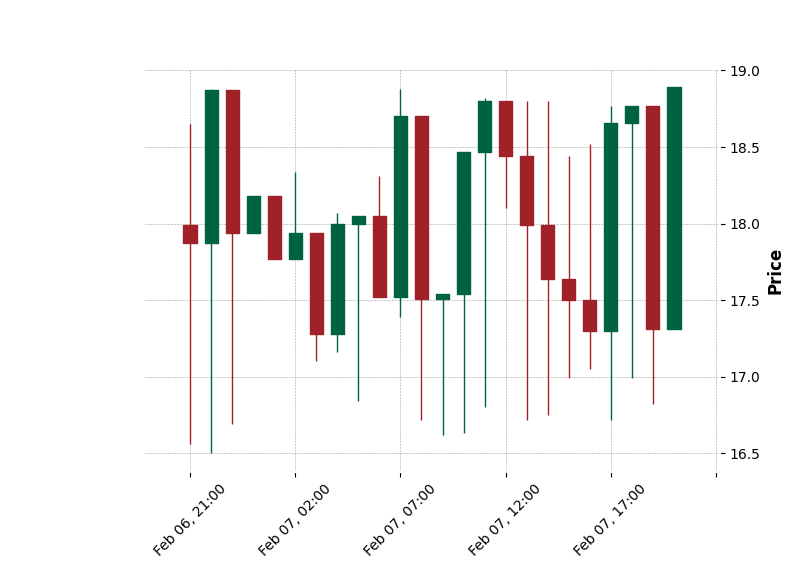 19.0
18.5
18.0
17.5
17.0
16.5
Price
Feb 06, 21:00
Feb 07, 02:00
Feb 07, 07:00
Feb 07, 12:00
Feb 07, 17:00